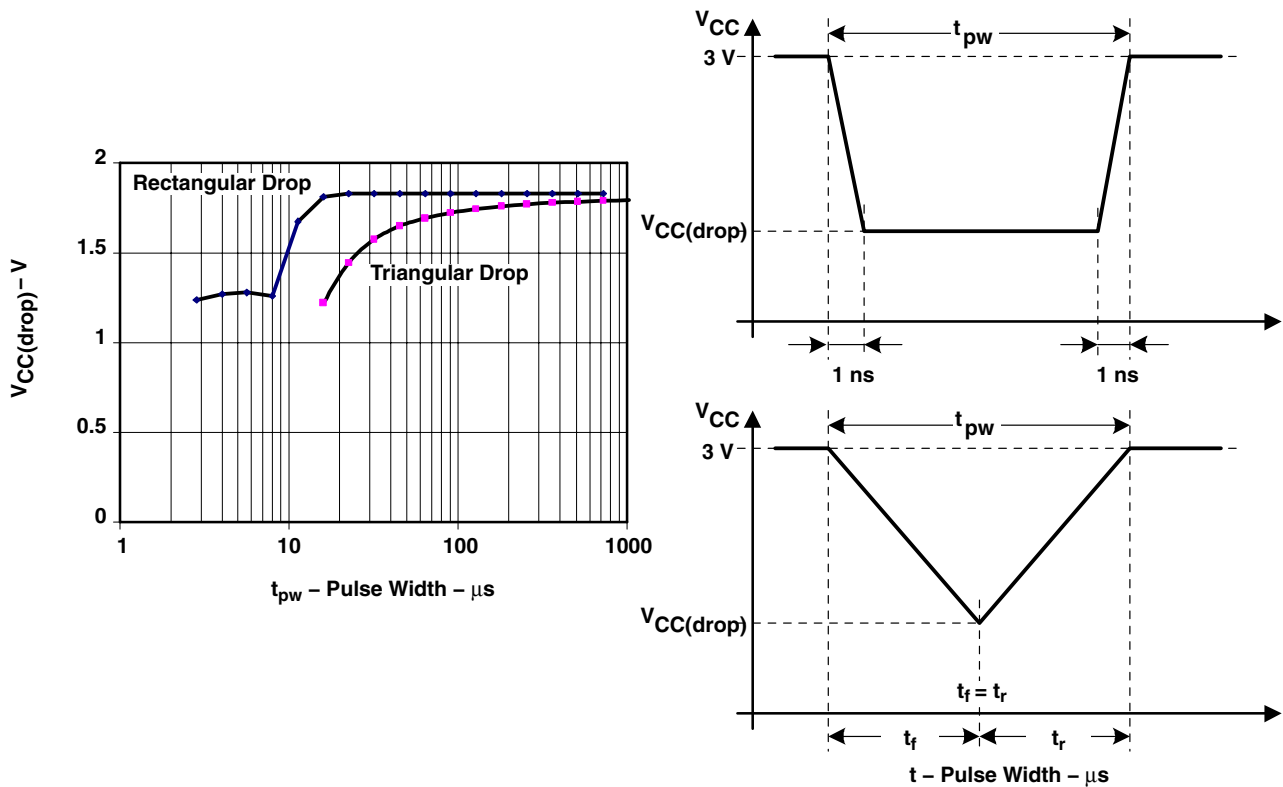 2
1.5
1
0.5
0
VCC(drop) – V
Rectangular Drop
Triangular Drop
1 10 100 1000
tpw – Pulse Width – μs
VCC
3 V
tpw
VCC(drop)
1 ns 1 ns
VCC
3 V
tpw
VCC(drop)
tf = tr
tf tr
t – Pulse Width – μs